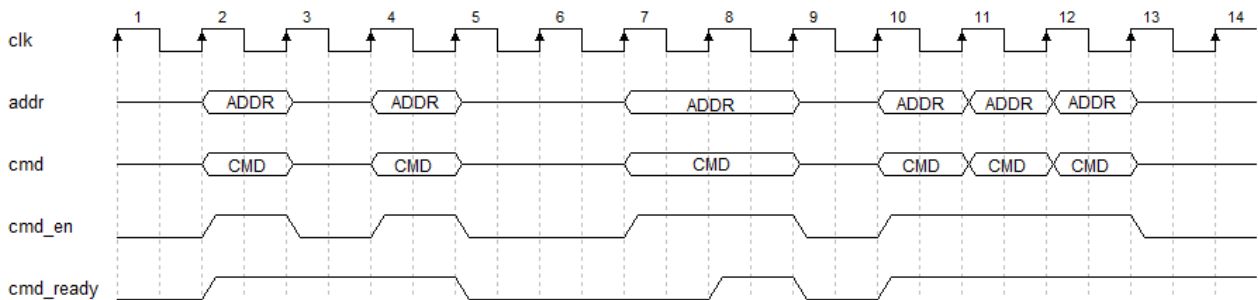 1 2 3 4 5 6 7 8 9 10 11 12 13 14
clk
addr ADDR ADDR ADDR ADDR ADDR ADDR
cmd CMD CMD CMD CMD CMD CMD
cmd_en
cmd_ready